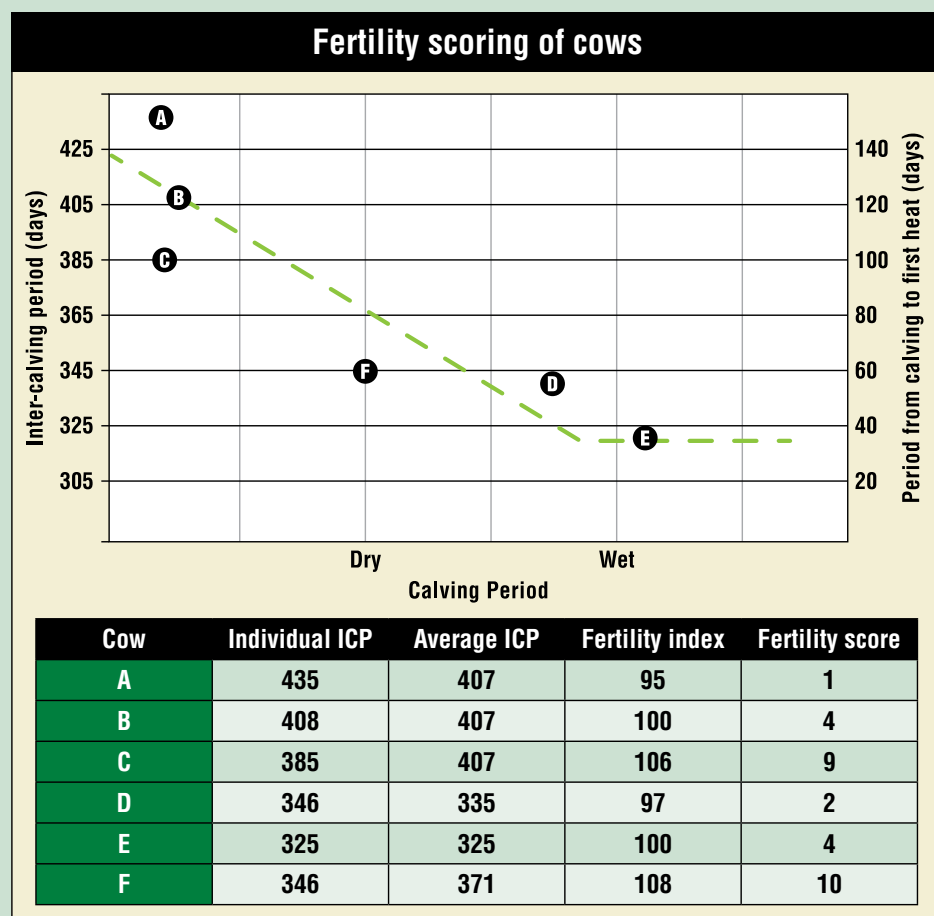 Fertility scoring of cows
Inter-calving period (days)
425
405
385
365
345
325
305
A
B
C
D
E
F
140
120
100
80
60
40
20
Period from calving to first heat (days)
Dry Wet
Calving Period
Cow Individual ICP Average ICP Fertility index Fertility score
A 435 407 95 1
B 408 407 100 4
C 385 407 106 9
D 346 335 97 2
E 325 325 100 4
F 346 371 108 10